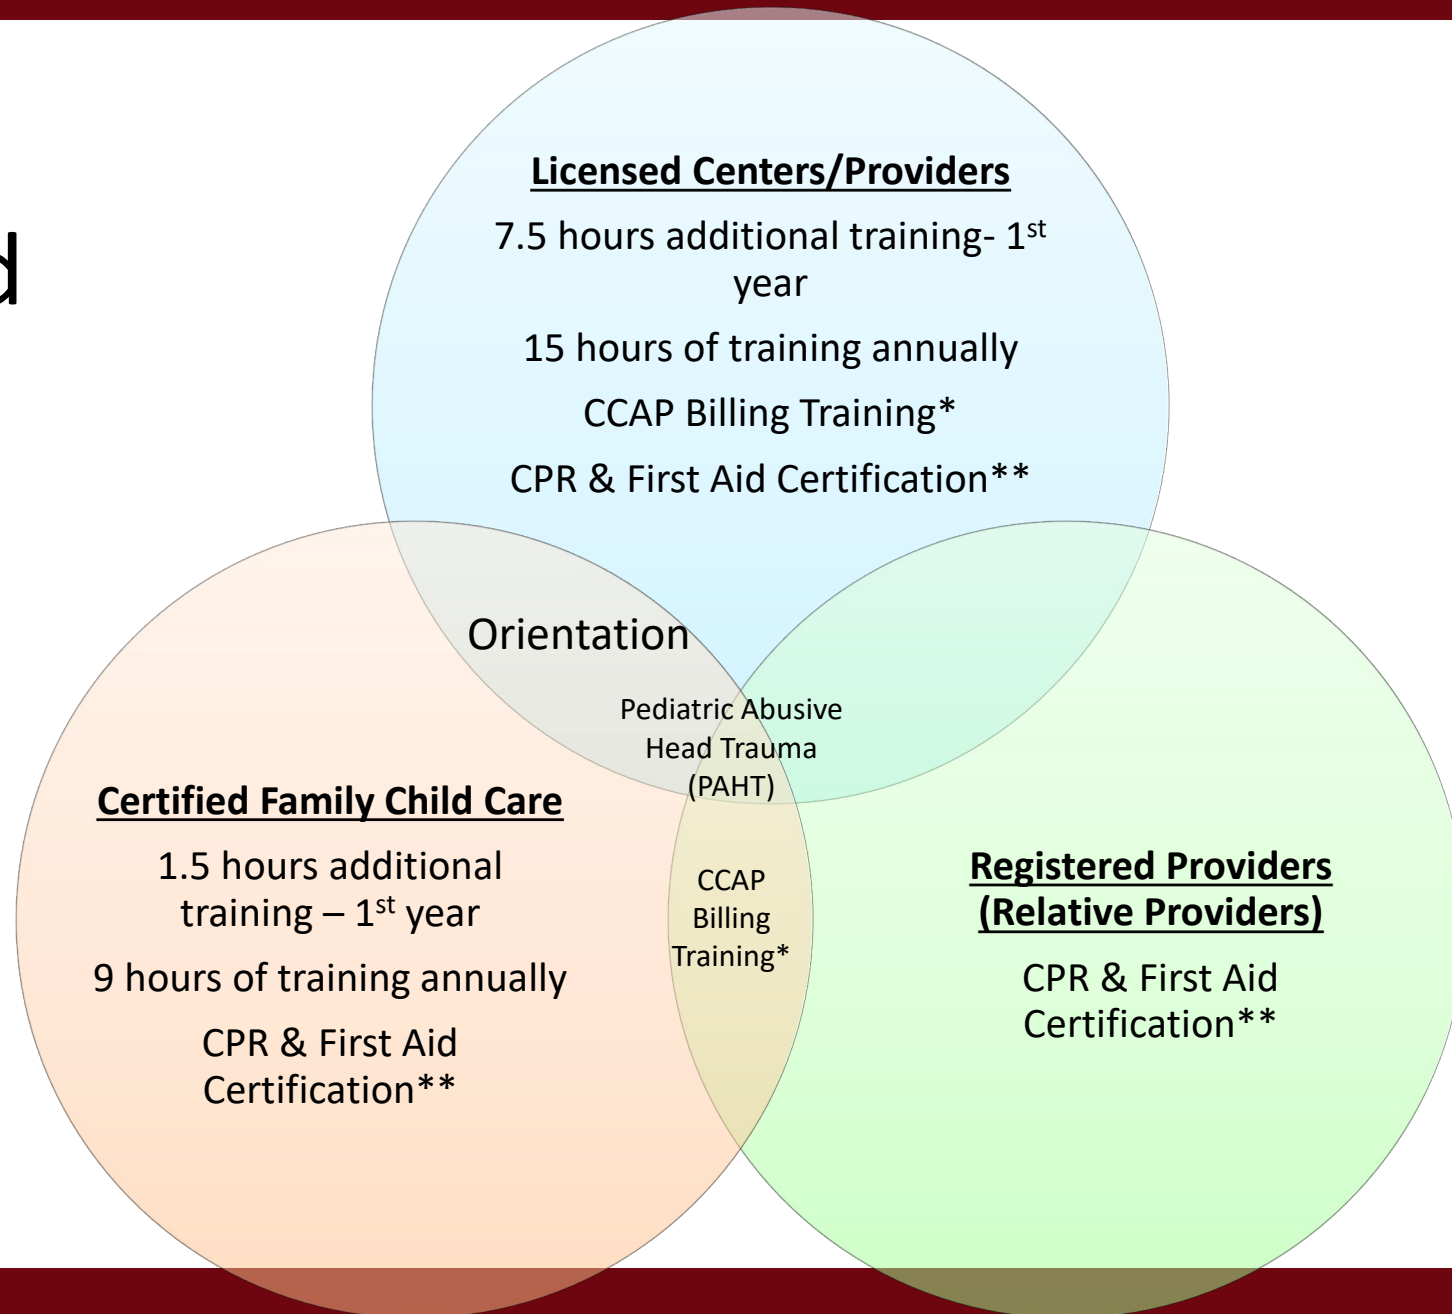 d
Licensed Centers/Providers
7.5 hours additional training- 1st
year
15 hours of training annually
CCAP Billing Training*
CPR & First Aid Certification**
Orientation
Pediatric Abusive
Head Trauma
(PAHT)
Certified Family Child Care
1.5 hours additional
training – 1st year
9 hours of training annually
CPR & First Aid
Certification**
CCAP
Billing
Training*
Registered Providers
(Relative Providers)
CPR & First Aid
Certification**